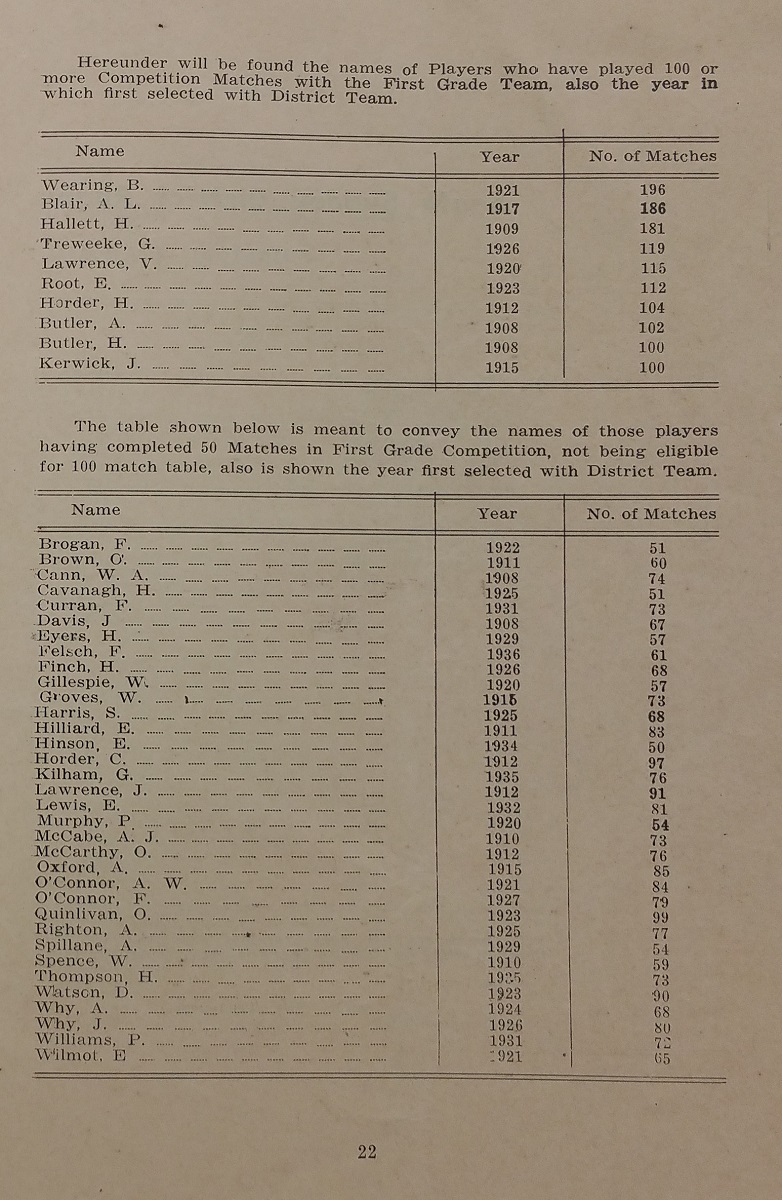 Hereunder will be found the names of Players who have played 100 or
more Competition Matches with the First Grade Team, also the year in
which first selected with District Team.
Name Year No. of Matches
Wearing, B. 1921 196
Blair, A. L. 1917 186
Hallett, H. 1909 181
Treweeke, G. 1926 119
Lawrence, V. 1920 115
Root, E. 1923 112
Horder, H. 1912 104
Butler, A. 1908 102
Butler, H. 1908 100
Kerwick, J. 1915 100
The table shown below is meant to convey the names of those players
having completed 50 Matches in First Grade Competition, not being eligible
for 100 match table, also is shown the year first selected with District Team.
Name Year No. of Matches
Brogan, F. 1922 51
Brown, O. 1911 60
Cann, W. A. 1908 74
Cavanagh, H. 1925 51
Curran, F. 1931 73
Davis, J 1908 67
Eyers, H. 1929 57
Felsch, F. 1936 61
Finch, H. 1926 68
Gillespie, W. 1920 57
Groves, W. 1915 73
Harris, S. 1925 68
Hilliard, E. 1911 83
Hinson, E. 1934 50
Horder, C. 1912 97
Kilham, G. 1935 76
Lawrence, J. 1912 91
Lewis, E. 1932 81
Murphy, P. 1920 54
McCabe, A. J. 1910 73
McCarthy, O. 1912 76
Oxford, A. 1915 85
O'Connor, A. W. 1921 84
O'Connor, F. 1927 79
Quinlivan, O. 1923 99
Righton, A. 1925 77
Spillane, A. 1929 54
Spence, W. 1910 59
Thompson, H. 73
Watson, D. 1923 90
Why, A. 1924 68
Why, J. 1926 80
Williams, P. 1931 72
Wilmot, E 1921 65
22